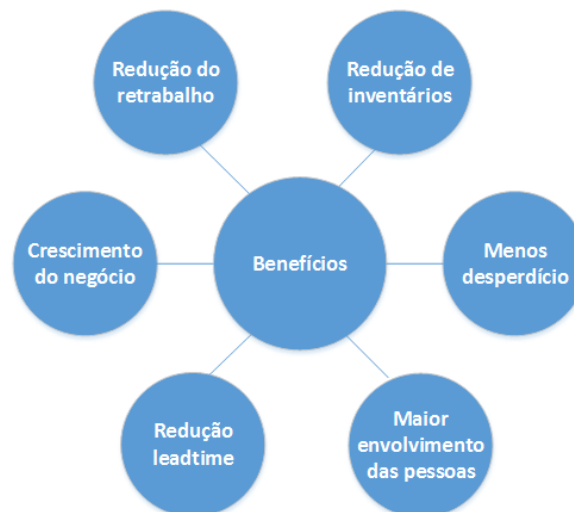 Redução do
retrabalho
Redução de
inventários
Crescimento
do negócio
Benefícios
Menos
desperdício
Redução
leadtime
Maior
envolvimento
das pessoas